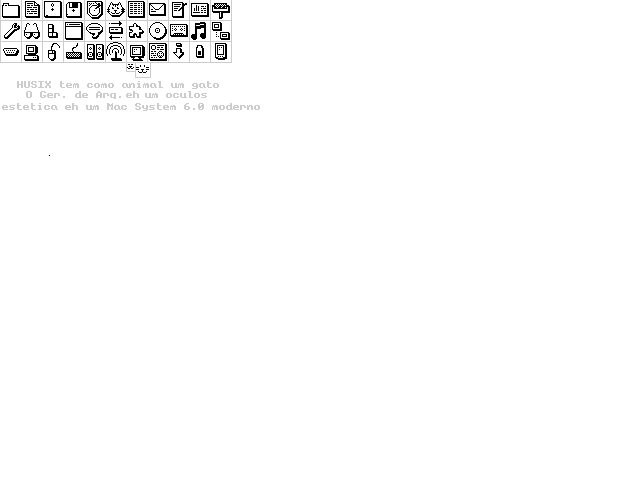 HUSIX tem como animal um gato
O Ger. de Arq.eh um oculos
estetica eh um Mac System 6.0 moderno